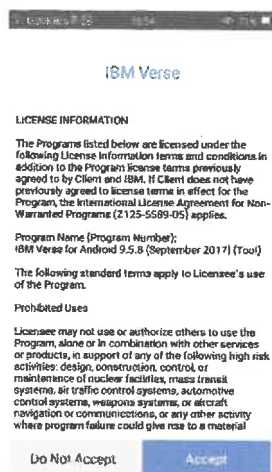 IBM Verse
LICENSE INFORMATION
The Programs listed below are licensed under the
following License Information terms and conditions in
addition to the Program license terms previously
agreed to by Client and IBM. If Client does not have
previously agreed to license terms in effect for the
Program, the International License Agreement for Non-
Warranted Programs (Z125-5589-05) applies.
Program Name (Program Number):
IBM Verse for Android 9.5.8 (September 2017) (Tool)
The following standard terms apply to Licensee's use
of the Program.
Prohibited Uses
Licensee may not use or authorize others to use the
Program, alone or in combination with other services
or products, in support of any of the following high risk
activities: design, construction, control, or
maintenance of nuclear facilities, mass transit
systems, air traffic control systems, automotive
control systems, weapons systems, or aircraft
navigation or communications, or any other activity
where program failure could give rise to a material
Do Not Accept
Accept